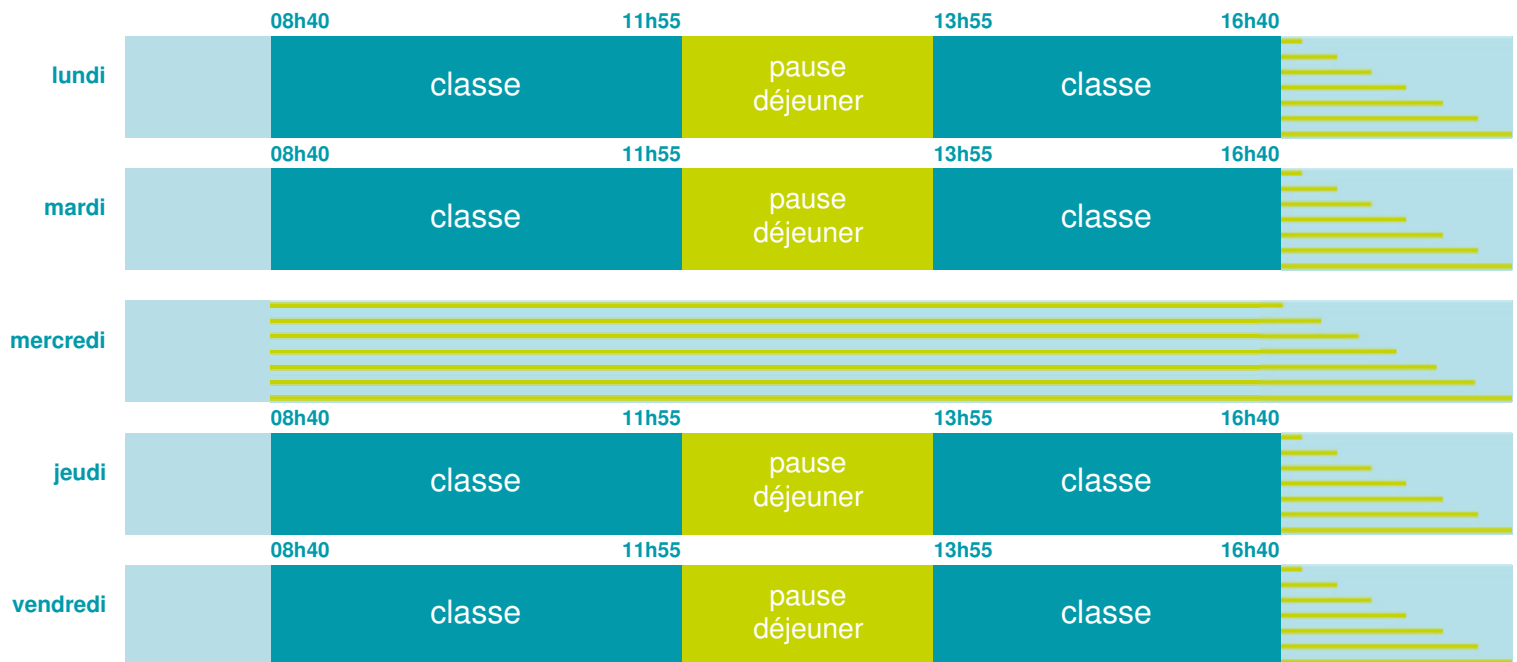 08h40 11h55 13h55 16h40
lundi classe pause déjeuner classe
08h40 11h55 13h55 16h40
mardi classe pause déjeuner classe
mercredi
08h40 11h55 13h55 16h40
jeudi classe pause déjeuner classe
08h40 11h55 13h55 16h40
vendredi classe pause déjeuner classe